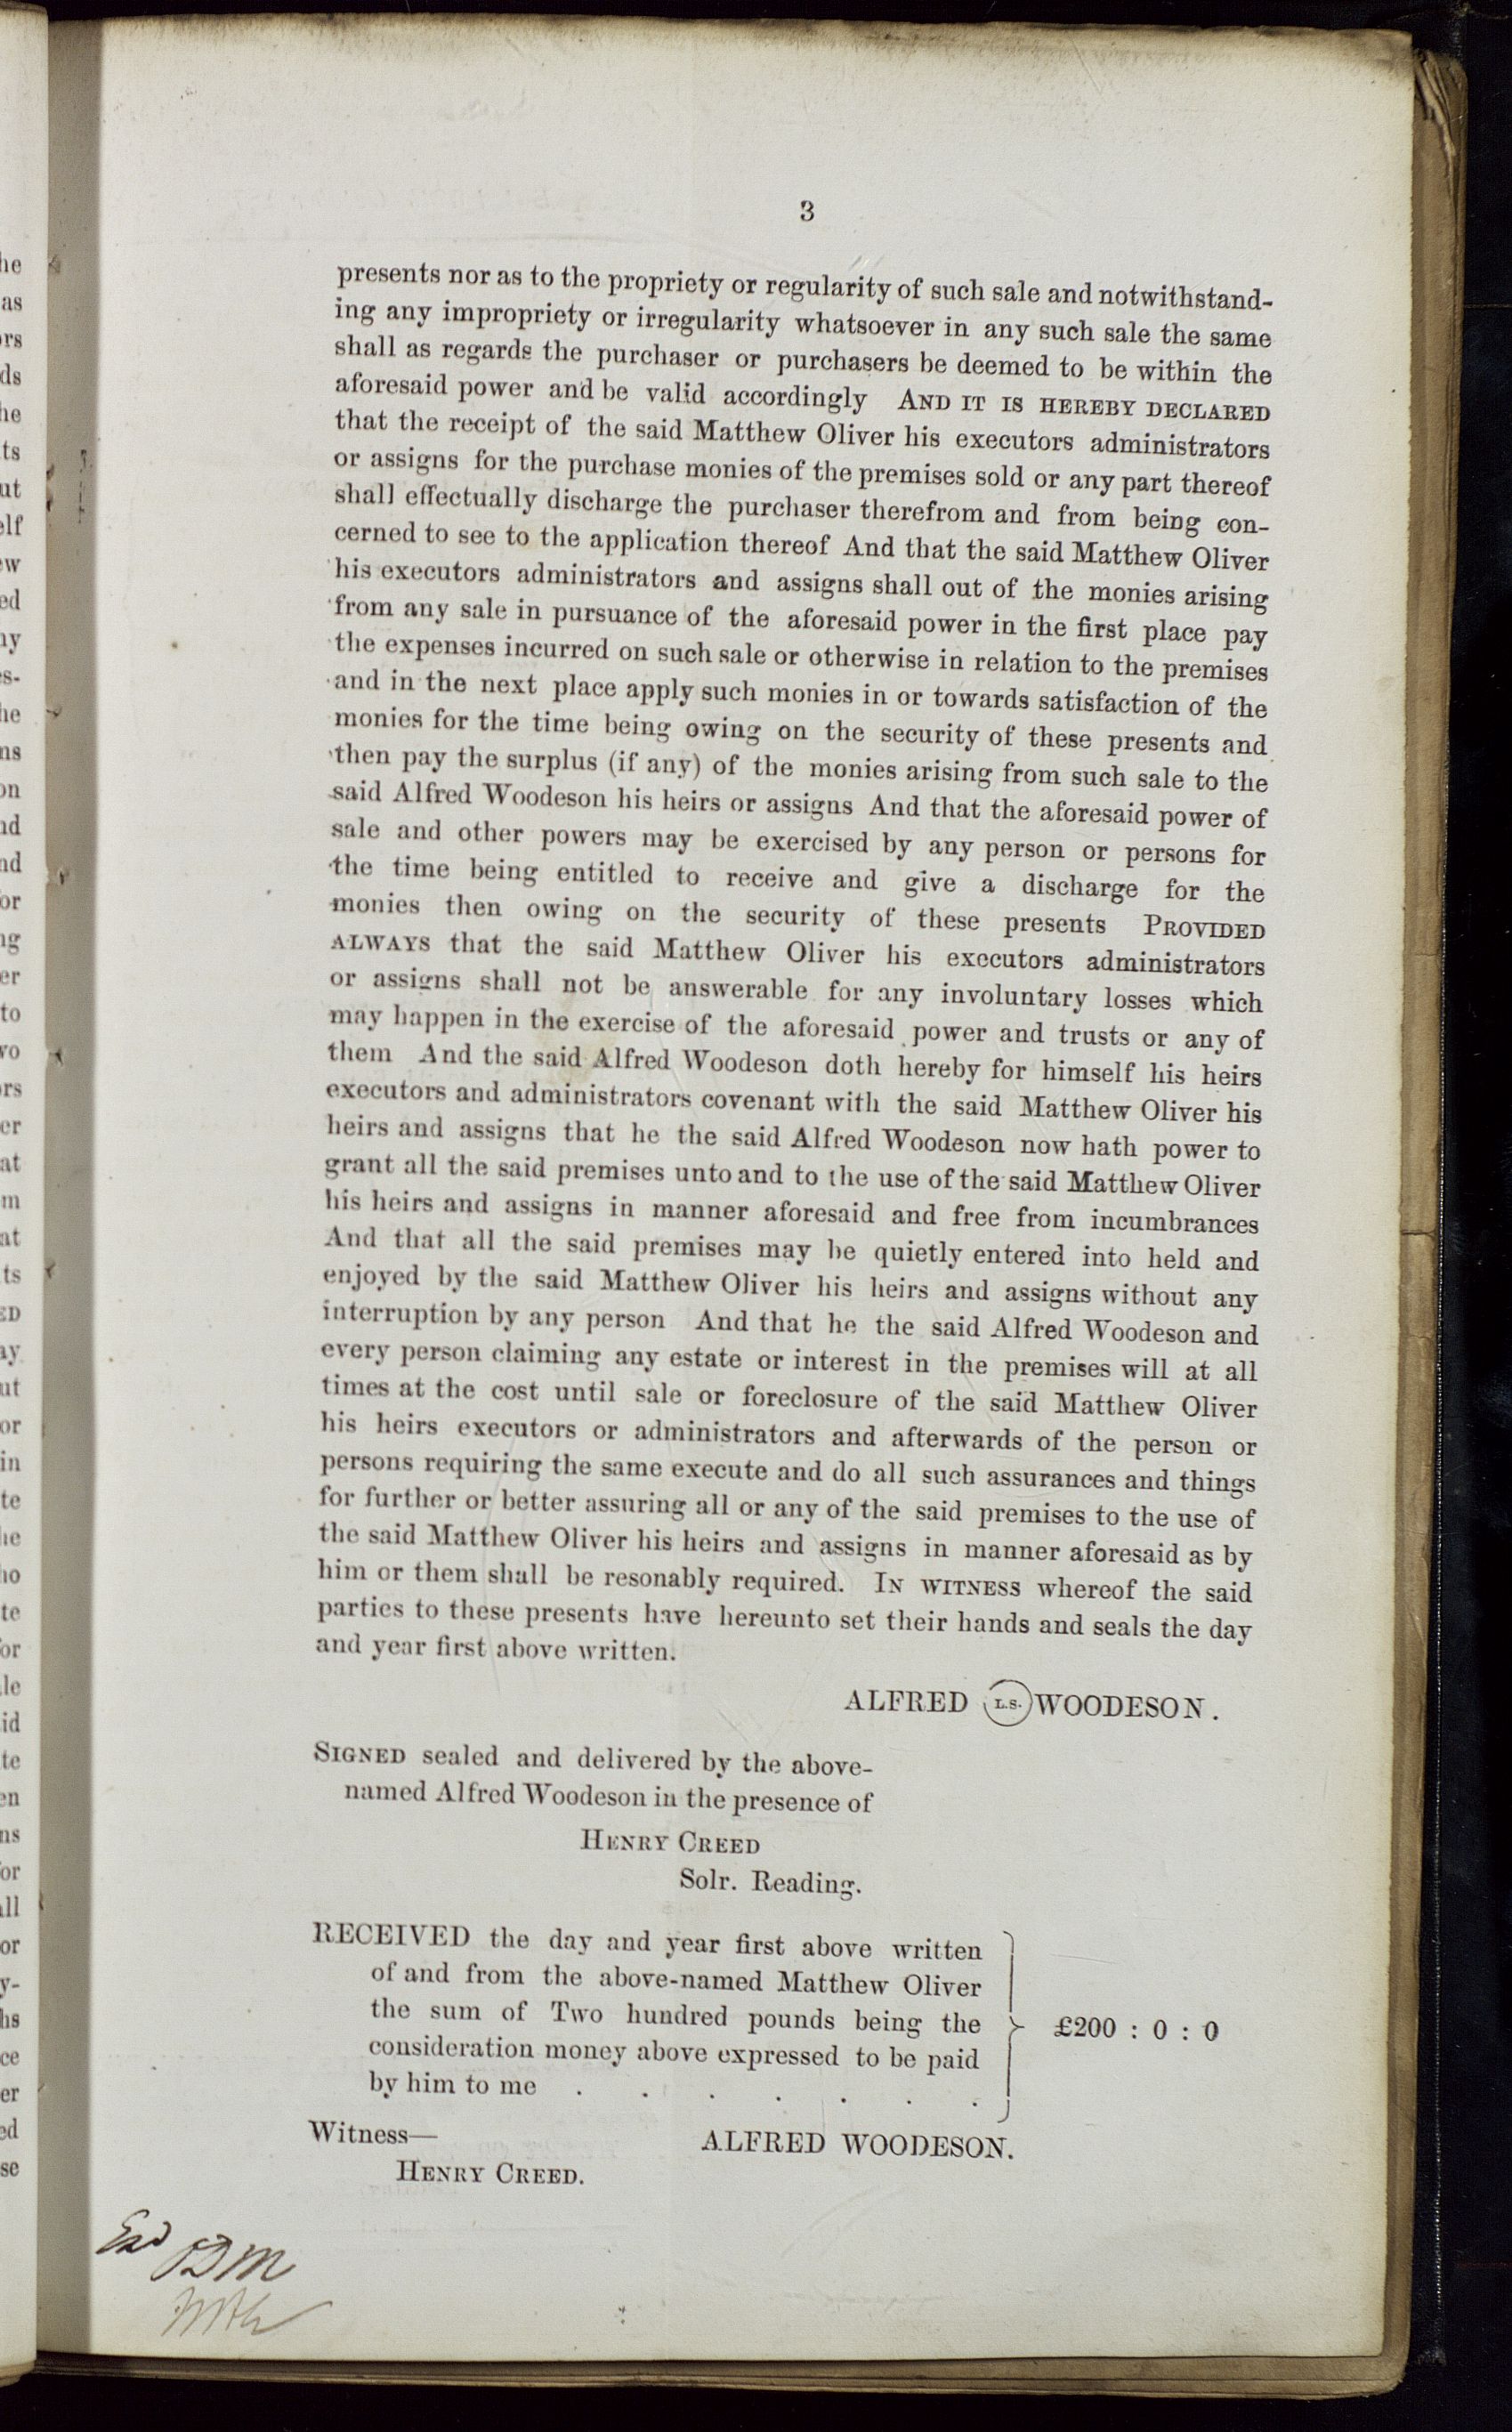 3
presents nor as to the propriety or regularity of such sale and notwithstand-
ing any impropriety or irregularity whatsoever in any such sale the same
shall as regards the purchaser or purchasers be deemed to be within the
aforesaid power and be valid accordingly AND IT IS HEREBY DECLARED
that the receipt of the said Matthew Oliver his executors administrators
or assigns for the purchase monies of the premises sold or any part thereof
shall effectually discharge the purchaser therefrom and from being con-
cerned to see to the application thereof And that the said Matthew Oliver
his executors administrators and assigns shall out of the monies arising
from any sale in pursuance of the aforesaid power in the first place pay
the expenses incurred on such sale or otherwise in relation to the premises
and in the next place apply such monies in or towards satisfaction of the
monies for the time being owing on the security of these presents and
then pay the surplus (if any) of the monies arising from such sale to the
said Alfred Woodeson his heirs or assigns And that the aforesaid power of
sale and other powers may be exercised by any person or persons for
the time being entitled to receive and give a discharge for the
monies then owing on the security of these presents PROVIDED
ALWAYS that the said Matthew Oliver his executors administrators
or assigns shall not be answerable for any involuntary losses which
may happen in the exercise of the aforesaid power and trusts or any of
them And the said Alfred Woodeson doth hereby for himself his heirs
executors and administrators covenant with the said Matthew Oliver his
heirs and assigns that he the said Alfred Woodeson now hath power to
grant all the said premises unto and to the use of the said Matthew Oliver
his heirs and assigns in manner aforesaid and free from incumbrances
And that all the said premises may be quietly entered into held and
enjoyed by the said Matthew Oliver his heirs and assigns without any
interruption by any person And that he the said Alfred Woodeson and
every person claiming any estate or interest in the premises will at all
times at the cost until sale or foreclosure of the said Matthew Oliver
his heirs executors or administrators and afterwards of the person or
persons requiring the same execute and do all such assurances and things
for further or better assuring all or any of the said premises to the use of
the said Matthew Oliver his heirs and assigns in manner aforesaid as by
him or them shall be resonably required. IN WITNESS whereof the said
parties to these presents have hereunto set their hands and seals the day
and year first above written.
ALFRED L.S. WOODESON.
SIGNED sealed and delivered by the above-
named Alfred Woodeson in the presence of
HENRY CREED
Solr. Reading.
RECEIVED the day and year first above written
of and from the above-named Matthew Oliver
the sum of Two hundred pounds being the
consideration money above expressed to be paid
by him to me . . . . . . .
£200 : 0 : 0
Witness—
ALFRED WOODESON.
HENRY CREED.